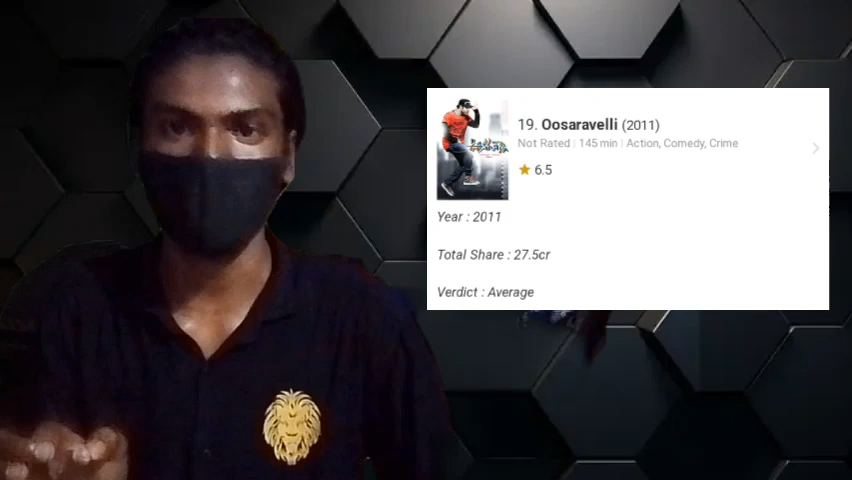 19. Oosaravelli (2011)
Not Rated | 145 min | Action, Comedy, Crime
6.5
Year : 2011
Total Share : 27.5cr
Verdict : Average